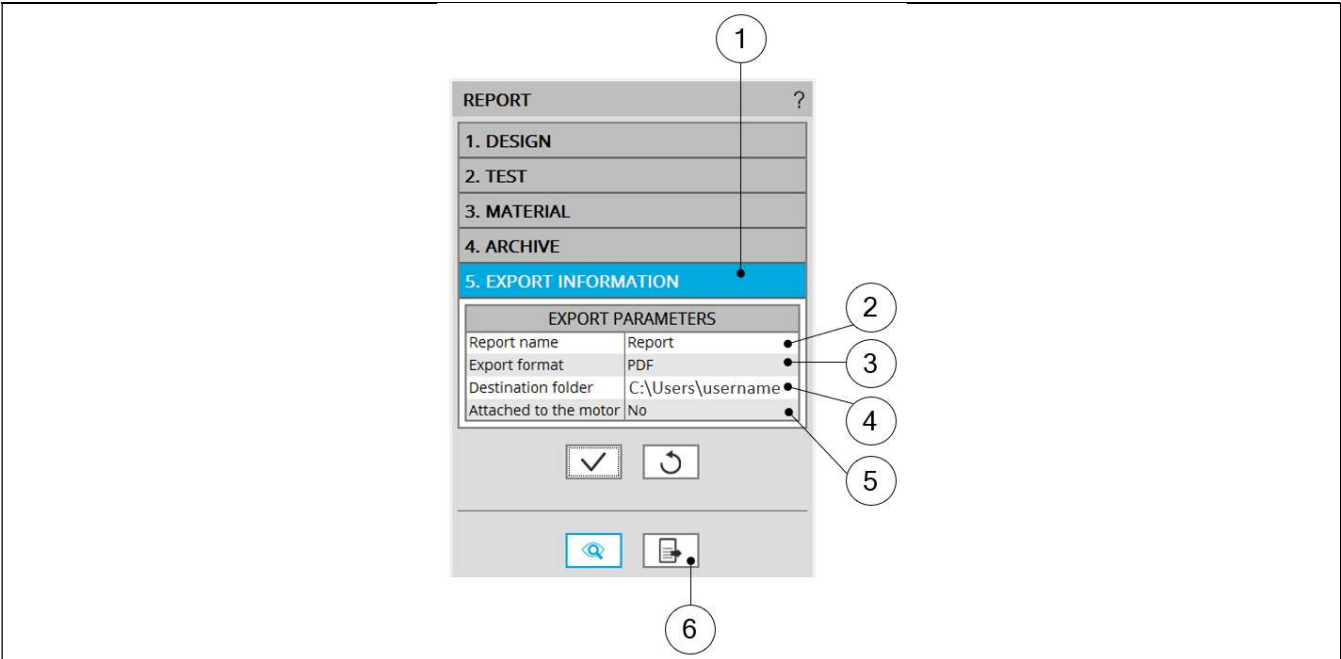 1
REPORT ?
1. DESIGN
2. TEST
3. MATERIAL
4. ARCHIVE
5. EXPORT INFORMATION
EXPORT PARAMETERS
Report name Report
Export format PDF
Destination folder C:\Users\username
Attached to the motor No
2
3
4
5
6